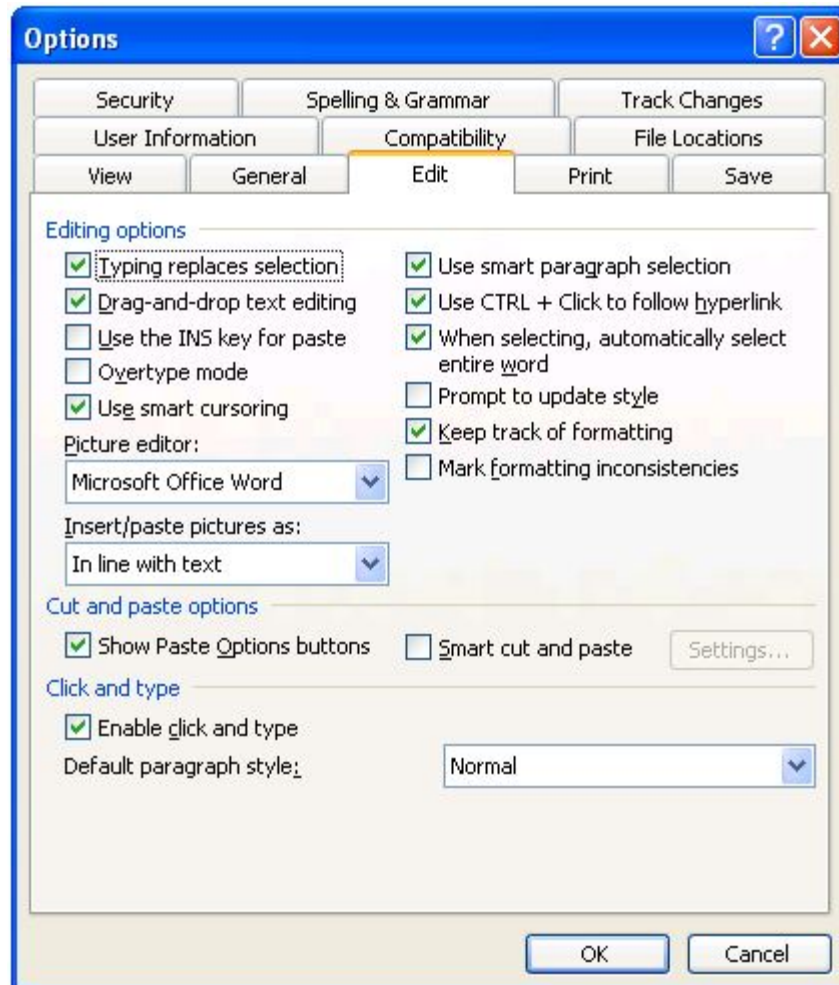 Options
?
Security
Spelling & Grammar
Track Changes
User Information
Compatibility
File Locations
View
General
Edit
Print
Save
Editing options
Typing replaces selection
Drag-and-drop text editing
Use the INS key for paste
Overtype mode
Use smart cursoring
Picture editor:
Microsoft Office Word
Insert/paste pictures as:
In line with text
Use smart paragraph selection
Use CTRL + Click to follow hyperlink
When selecting, automatically select
entire word
Prompt to update style
Keep track of formatting
Mark formatting inconsistencies
Cut and paste options
Show Paste Options buttons
Smart cut and paste
Settings...
Click and type
Enable click and type
Default paragraph style:
Normal
OK
Cancel